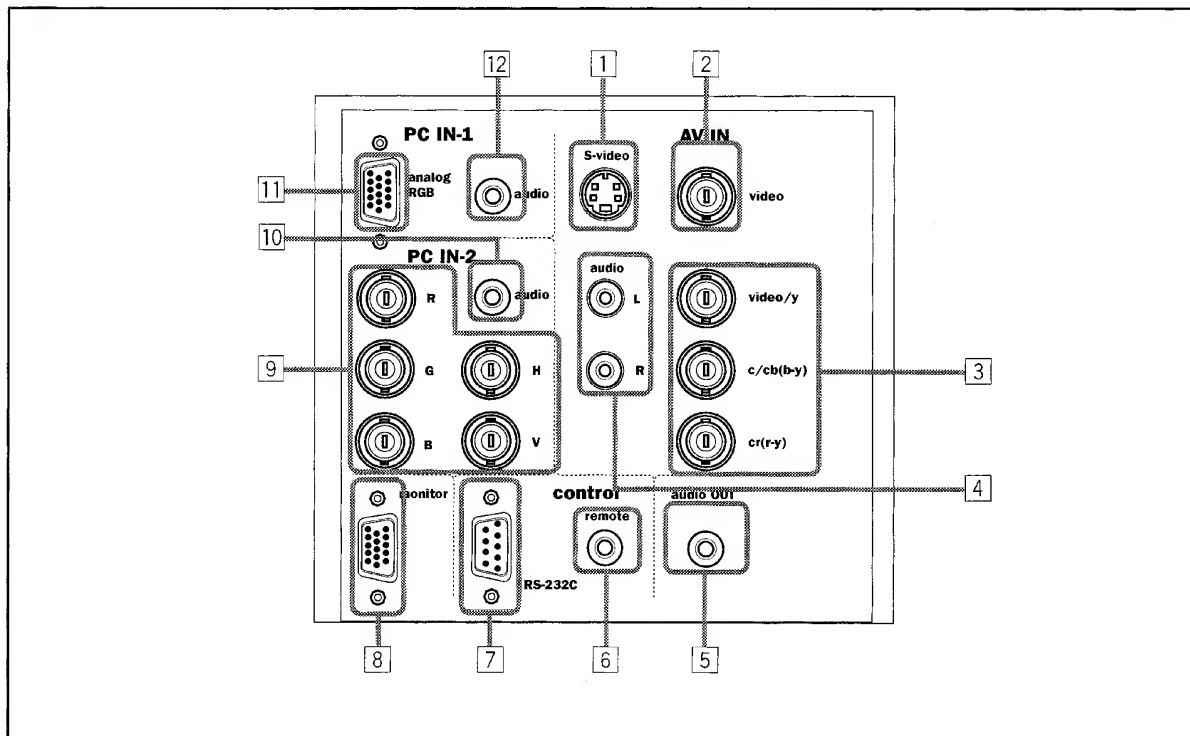 12
1
2
PC IN-1
AV IN
S-video
11
analog
RGB
audio
video
10
PC IN-2
audio
audio
R
L
video/y
9
G
H
R
c/cb(b-y)
3
B
V
cr(r-y)
monitor
control
audio OUT
4
remote
RS-232C
8
7
6
5